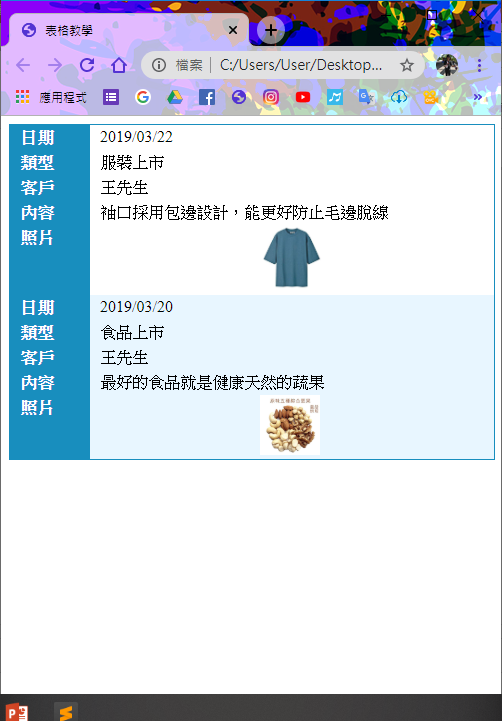 表格教學
檔案 | C:/Users/User/Desktop...
應用程式
日期 2019/03/22
類型 服裝上市
客戶 王先生
內容 袖口採用包邊設計，能更好防止毛邊脫線
照片
日期 2019/03/20
類型 食品上市
客戶 王先生
內容 最好的食品就是健康天然的蔬果
照片